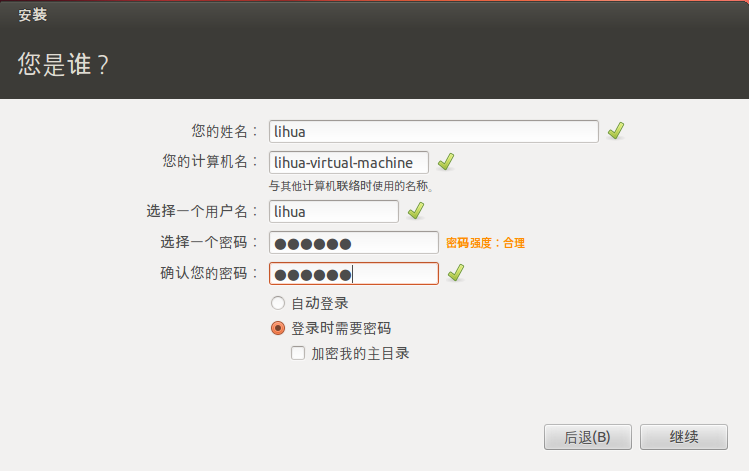 安装
您是谁？
您的姓名： lihua
您的计算机名： lihua-virtual-machine
与其他计算机联络时使用的名称。
选择一个用户名： lihua
选择一个密码： ●●●●●● 密码强度：合理
确认您的密码： ●●●●●●
自动登录
登录时需要密码
加密我的主目录
后退(B) 继续